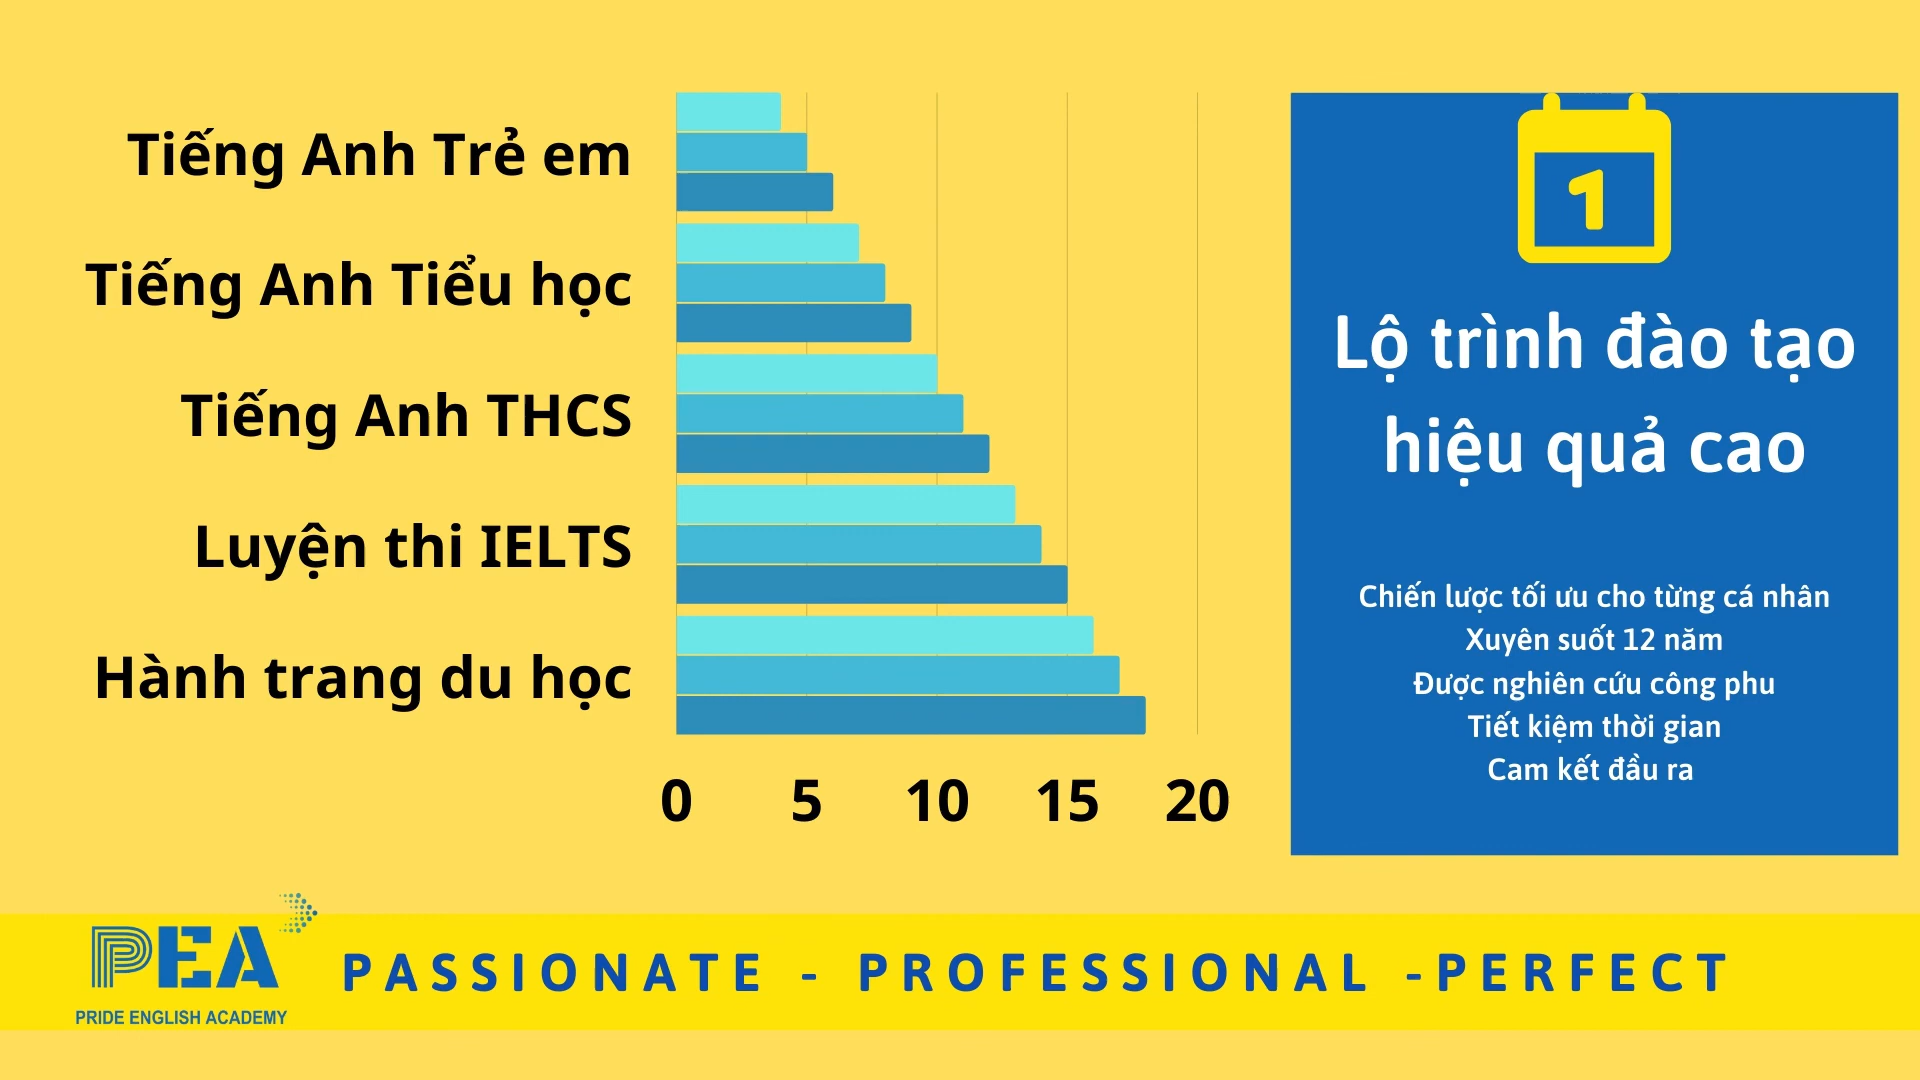 Tiếng Anh Trẻ em
Tiếng Anh Tiểu học
Tiếng Anh THCS
Luyện thi IELTS
Hành trang du học
0 5 10 15 20
1
Lộ trình đào tạo
hiệu quả cao
Chiến lược tối ưu cho từng cá nhân
Xuyên suốt 12 năm
Được nghiên cứu công phu
Tiết kiệm thời gian
Cam kết đầu ra
PEA
PRIDE ENGLISH ACADEMY
PASSIONATE - PROFESSIONAL -PERFECT